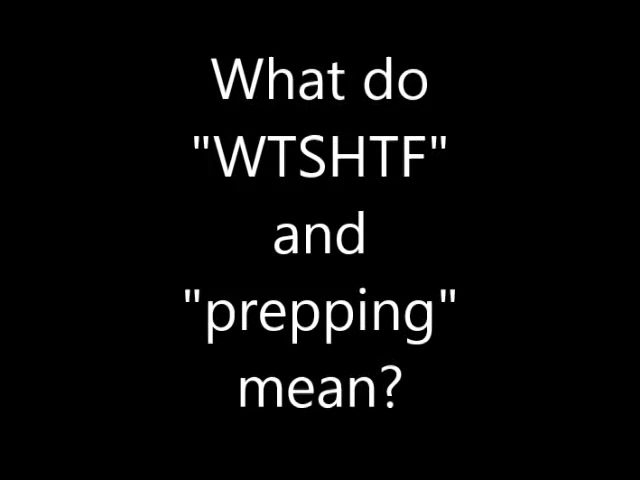 What do
"WTSHTF"
and
"prepping"
mean?